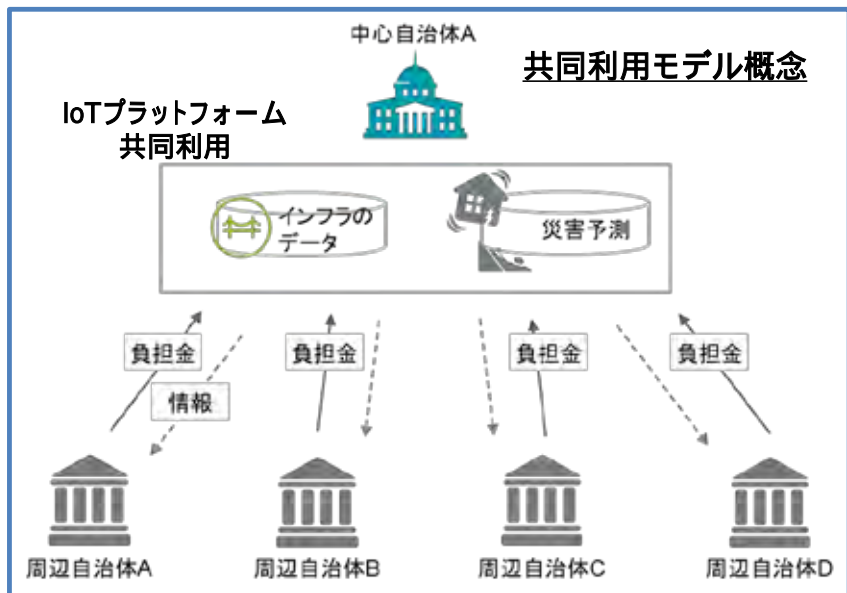 中心自治体A
共同利用モデル概念
IoTプラットフォーム
共同利用
インフラの
データ
災害予測
負担金
負担金
負担金
負担金
情報
周辺自治体A
周辺自治体B
周辺自治体C
周辺自治体D